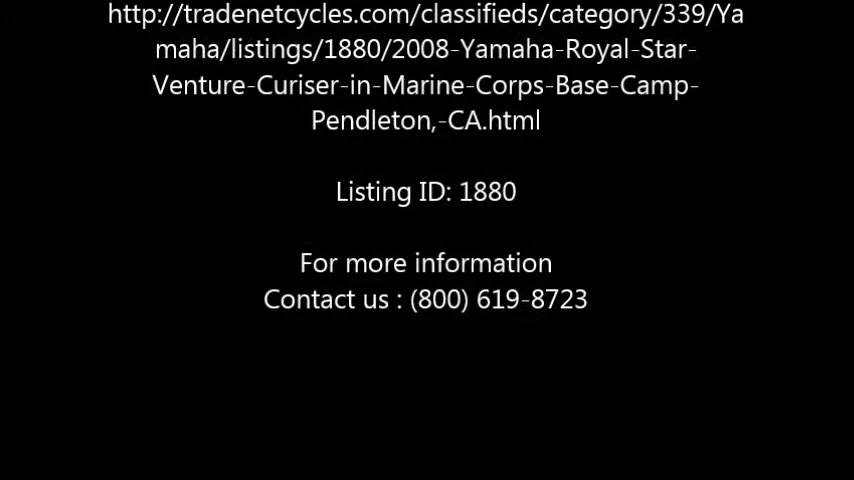 http://tradenetcycles.com/classifieds/category/339/Ya
maha/listings/1880/2008-Yamaha-Royal-Star-
Venture-Curiser-in-Marine-Corps-Base-Camp-
Pendleton,-CA.html
Listing ID: 1880
For more information
Contact us : (800) 619-8723